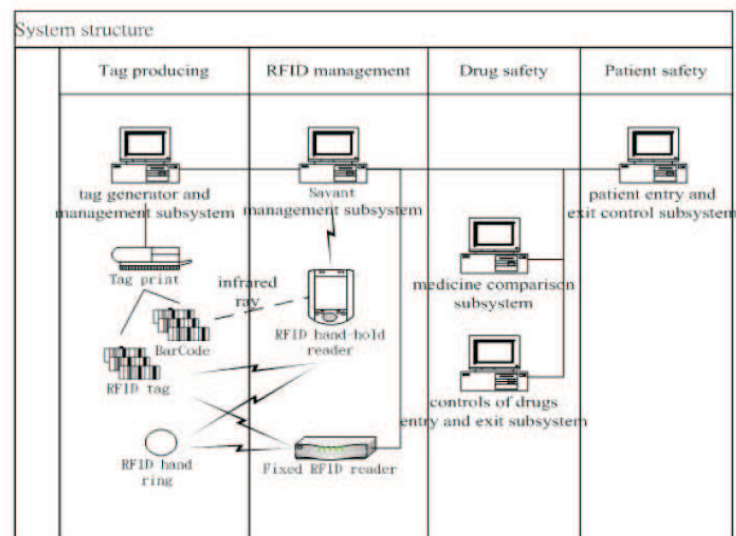 System structure
Tag producing
RFID management
Drug safety
Patient safety
tag generator and
management subsystem
Savant
management subsystem
patient entry and
exit control subsystem
Tag print
infrared
ray
medicine comparison
subsystem
BarCode
RFID hand-hold
reader
RFID tag
controls of drugs
entry and exit subsystem
RFID hand
ring
Fixed RFID reader